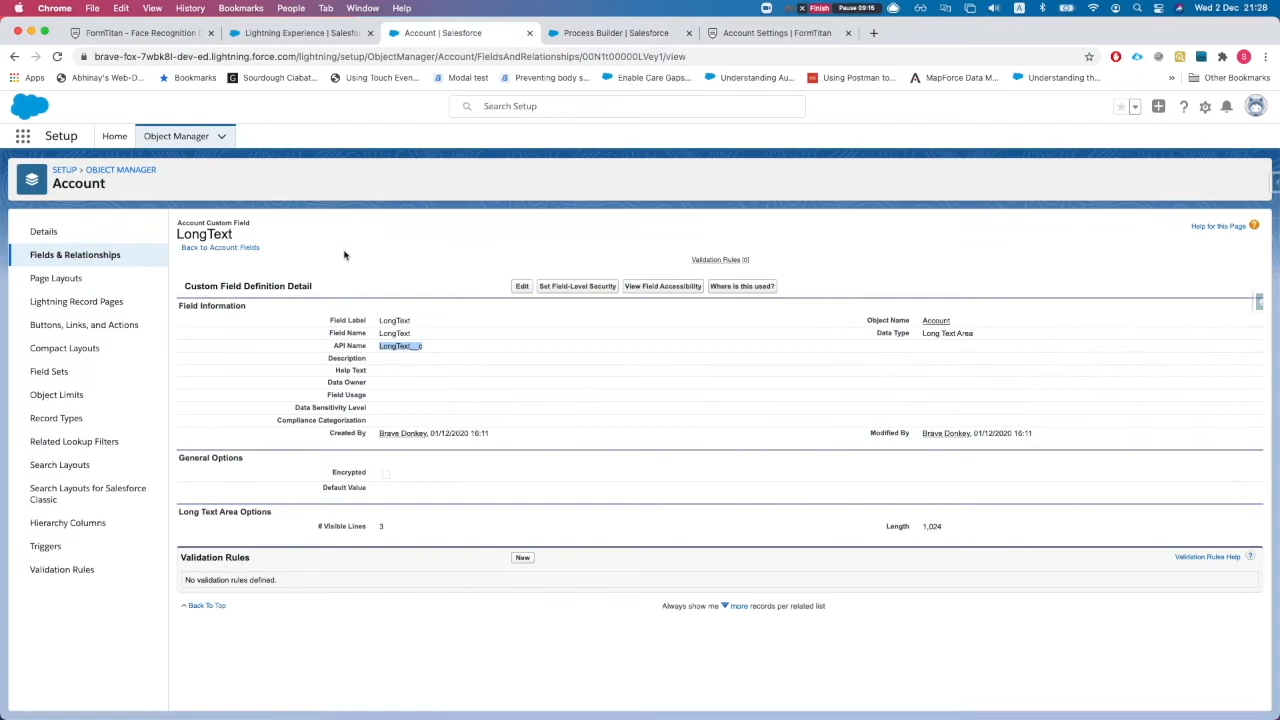 Chrome File Edit View History Bookmarks People Tab Window Help Finish Pause 09:15 A Wed 2 Dec 21:28
FormTitan - Face Recognition D × Lightning Experience | Salesfo × Account | Salesforce × Process Builder | Salesforce × Account Settings | FormTitan × +
brave-fox-7wbk8l-dev-ed.lightning.force.com/lightning/setup/ObjectManager/Account/FieldsAndRelationships/00N1t00000LVey1/view
Apps Abhinay's Web-D... Bookmarks Sourdough Ciabat... Using Touch Even... Modal test Preventing body s... Enable Care Gaps... Understanding Au... Using Postman to... MapForce Data M... Understanding th... » Other Bookmarks
Search Setup
Setup Home Object Manager
SETUP > OBJECT MANAGER
Account
Details
Fields & Relationships
Page Layouts
Lightning Record Pages
Buttons, Links, and Actions
Compact Layouts
Field Sets
Object Limits
Record Types
Related Lookup Filters
Search Layouts
Search Layouts for Salesforce
Classic
Hierarchy Columns
Triggers
Validation Rules
Account Custom Field
LongText
Back to Account Fields
Help for this Page
Validation Rules [0]
Custom Field Definition Detail Edit Set Field-Level Security View Field Accessibility Where is this used?
Field Information
Field Label LongText Object Name Account
Field Name LongText Data Type Long Text Area
API Name LongText__c
Description
Help Text
Data Owner
Field Usage
Data Sensitivity Level
Compliance Categorization
Created By Brave Donkey, 01/12/2020 16:11 Modified By Brave Donkey, 01/12/2020 16:11
General Options
Encrypted
Default Value
Long Text Area Options
# Visible Lines 3 Length 1,024
Validation Rules New Validation Rules Help ?
No validation rules defined.
Back To Top Always show me more records per related list